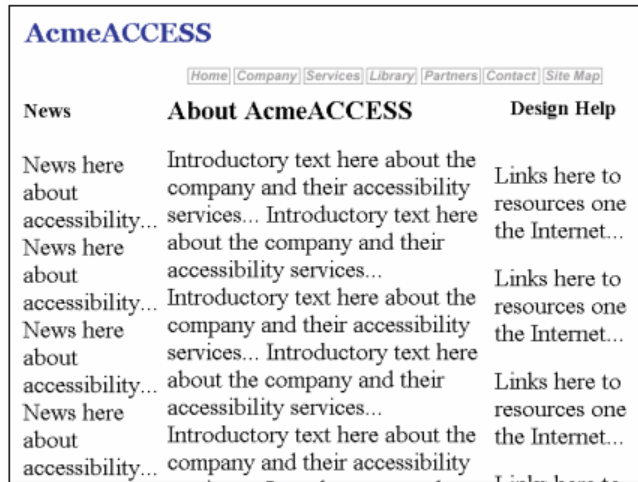 AcmeACCESS
Home Company Services Library Partners Contact Site Map
News
News here
about
accessibility...
News here
about
accessibility...
News here
about
accessibility...
News here
about
accessibility...
About AcmeACCESS
Introductory text here about the
company and their accessibility
services... Introductory text here
about the company and their
accessibility services...
Introductory text here about the
company and their accessibility
services... Introductory text here
about the company and their
accessibility services...
Introductory text here about the
company and their accessibility
Design Help
Links here to
resources one
the Internet...
Links here to
resources one
the Internet...
Links here to
resources one
the Internet...
Links here to